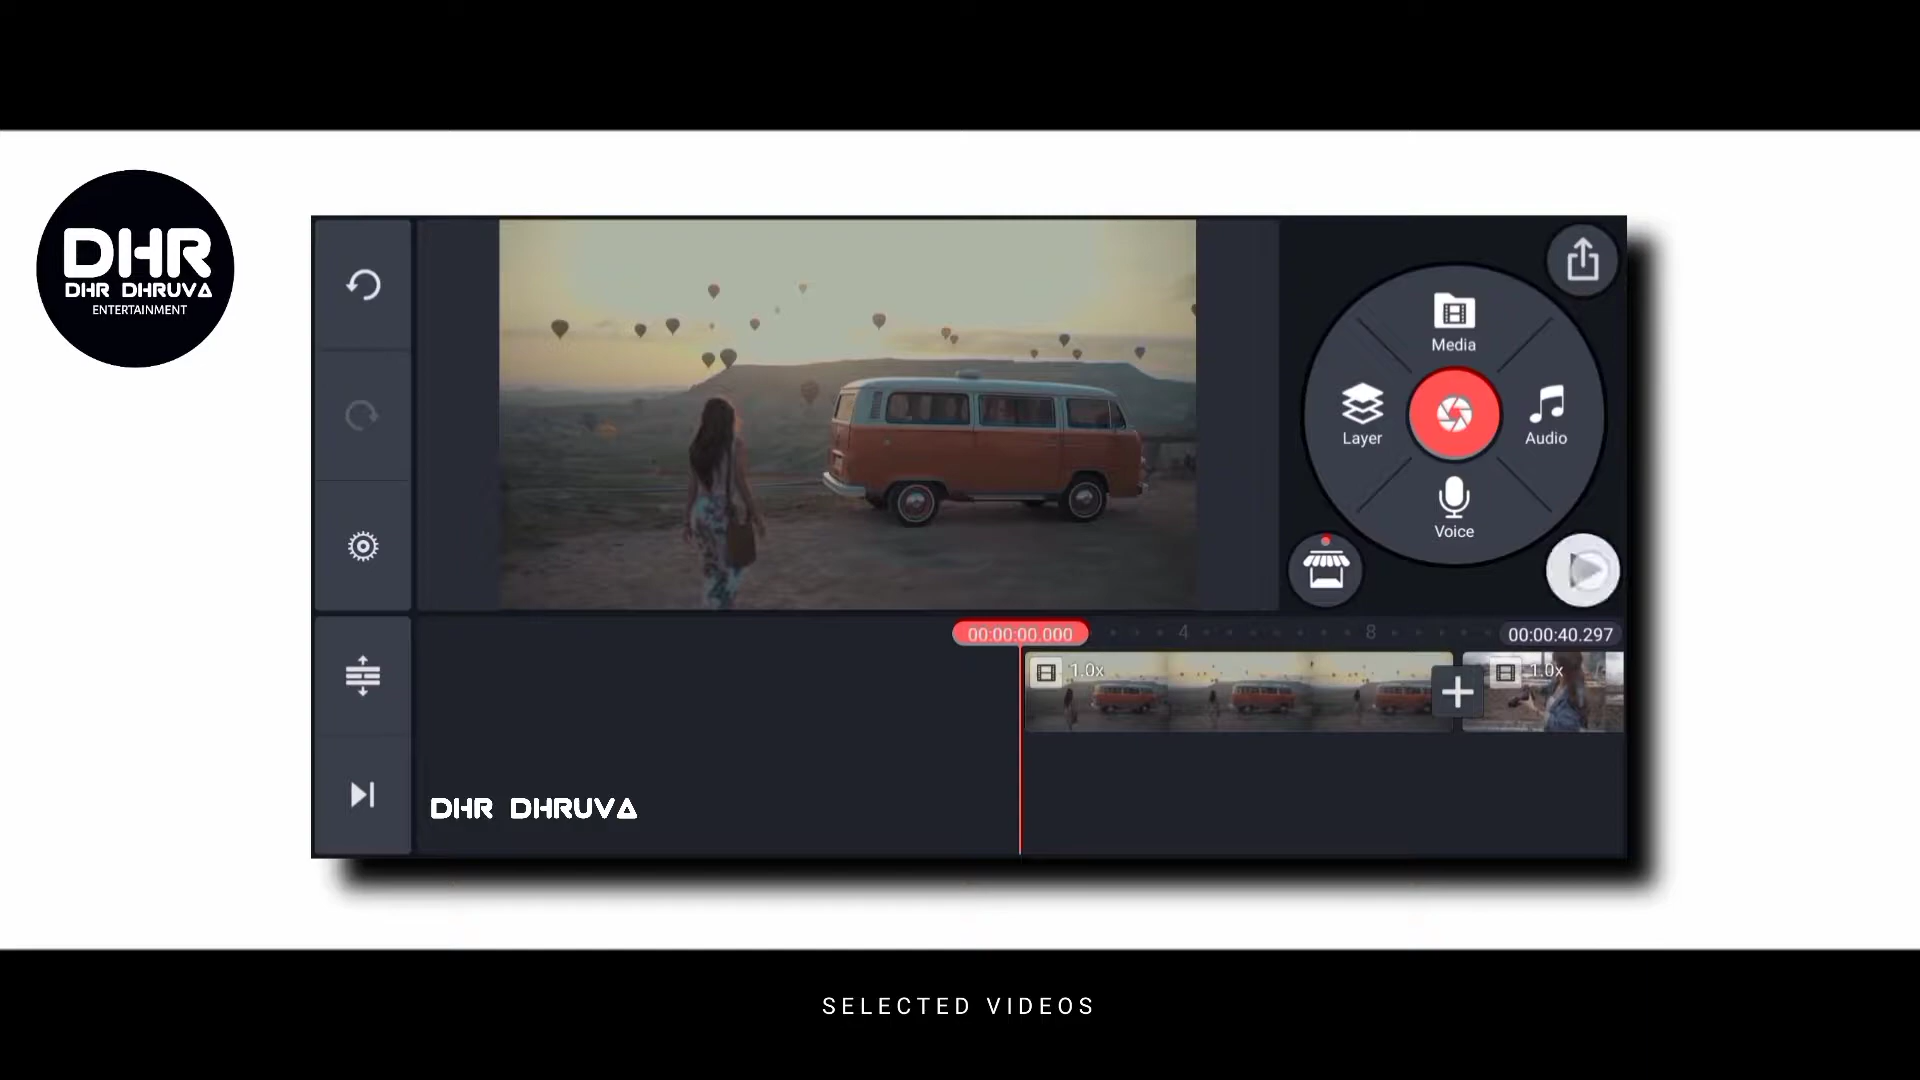 DHR
DHR DHRUVA
ENTERTAINMENT
Media
Layer
Audio
Voice
00:00:00.000
4
8
00:00:40.297
1.0x
1.0x
DHR DHRUVA
SELECTED VIDEOS